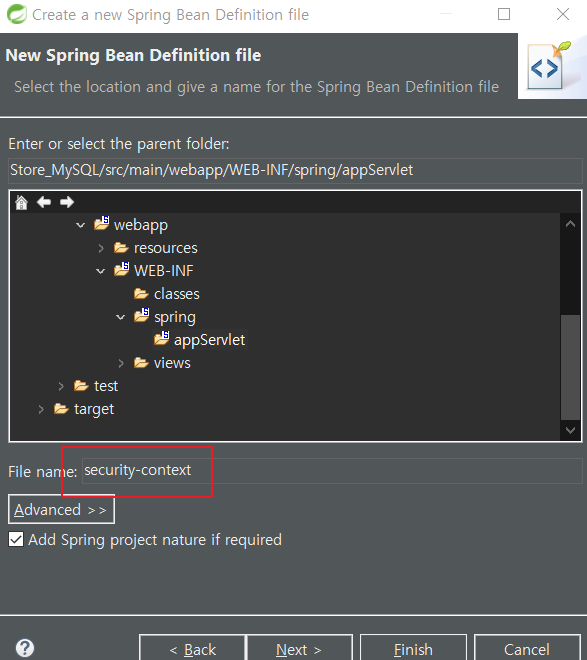 Create a new Spring Bean Definition file
New Spring Bean Definition file
Select the location and give a name for the Spring Bean Definition file
Enter or select the parent folder:
Store_MySQL/src/main/webapp/WEB-INF/spring/appServlet
webapp
resources
WEB-INF
classes
spring
appServlet
views
test
target
File name: security-context
Advanced >>
Add Spring project nature if required
< Back Next > Finish Cancel